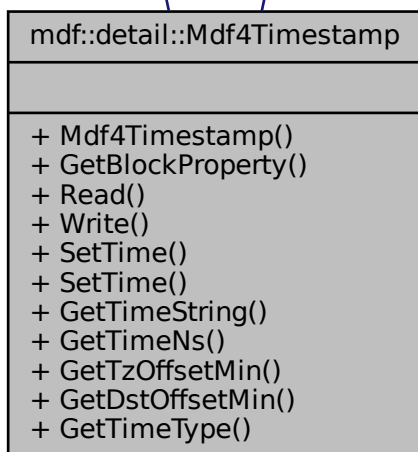 mdf::detail::Mdf4Timestamp
+ Mdf4Timestamp()
+ GetBlockProperty()
+ Read()
+ Write()
+ SetTime()
+ SetTime()
+ GetTimeString()
+ GetTimeNs()
+ GetTzOffsetMin()
+ GetDstOffsetMin()
+ GetTimeType()